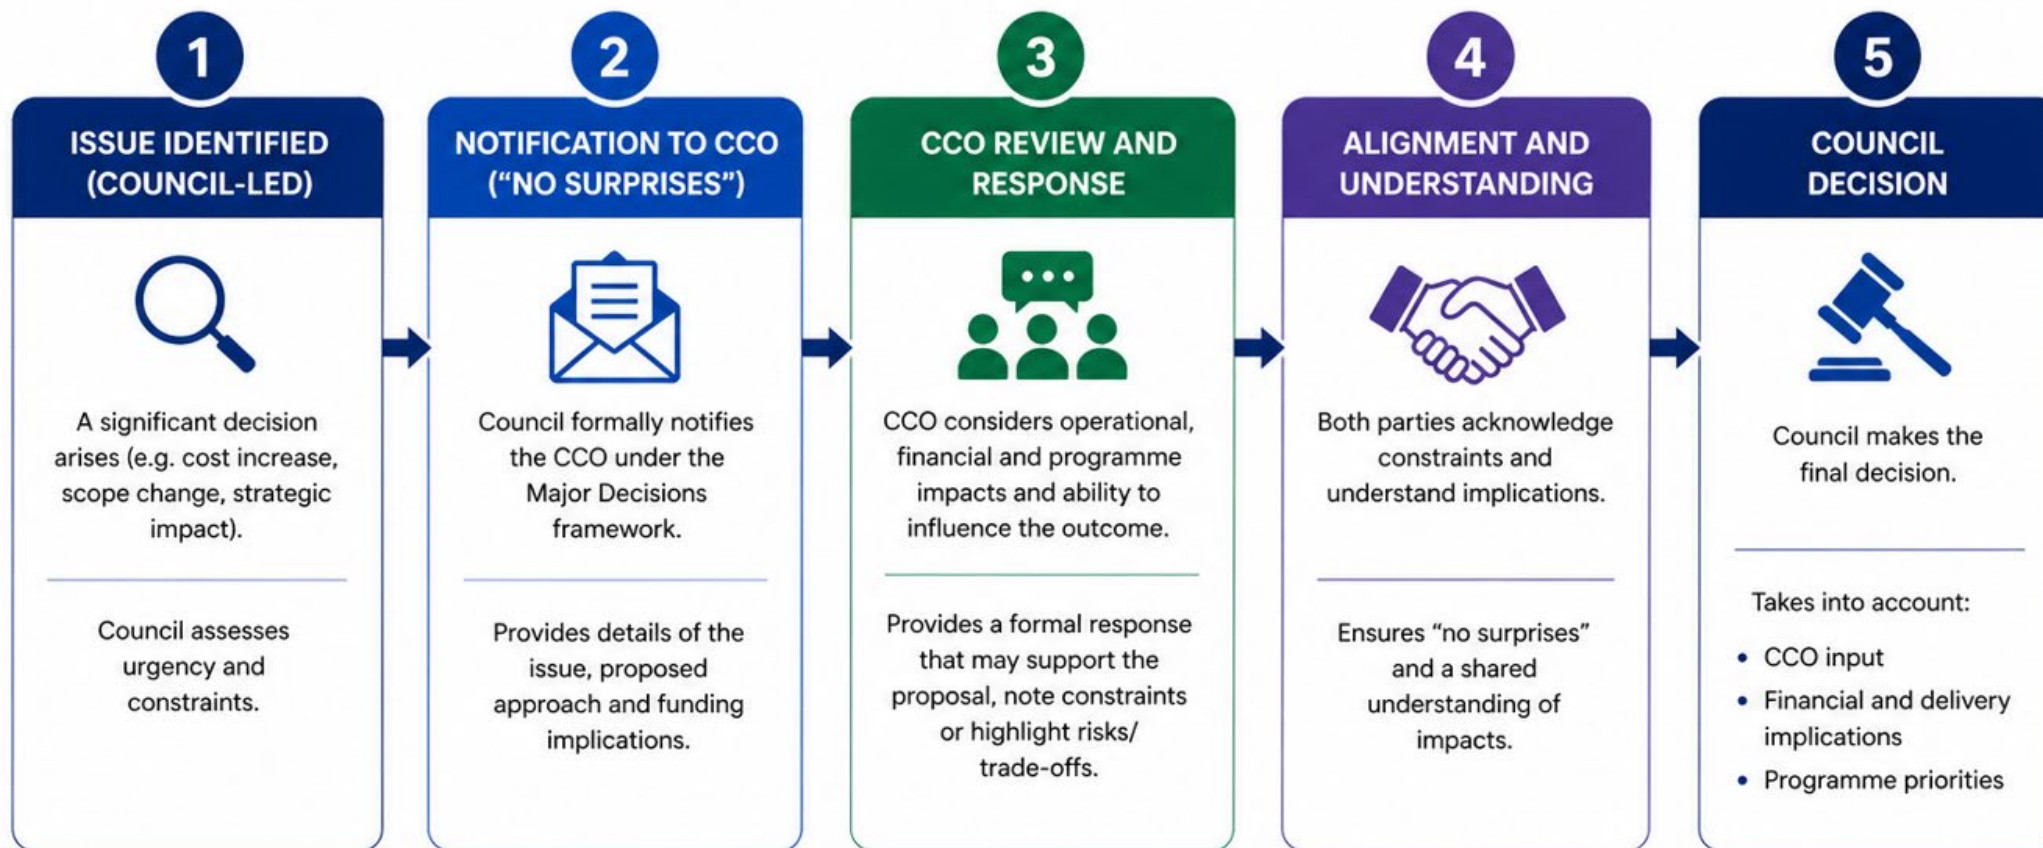 1
ISSUE IDENTIFIED
(COUNCIL-LED)
A significant decision
arises (e.g. cost increase,
scope change, strategic
impact).
Council assesses
urgency and
constraints.
2
NOTIFICATION TO CCO
(“NO SURPRISES”)
Council formally notifies
the CCO under the
Major Decisions
framework.
Provides details of the
issue, proposed
approach and funding
implications.
3
CCO REVIEW AND
RESPONSE
CCO considers operational,
financial and programme
impacts and ability to
influence the outcome.
Provides a formal response
that may support the
proposal, note constraints
or highlight risks/
trade-offs.
4
ALIGNMENT AND
UNDERSTANDING
Both parties acknowledge
constraints and
understand implications.
Ensures “no surprises”
and a shared
understanding of
impacts.
5
COUNCIL
DECISION
Council makes the
final decision.
Takes into account:
• CCO input
• Financial and delivery
implications
• Programme priorities